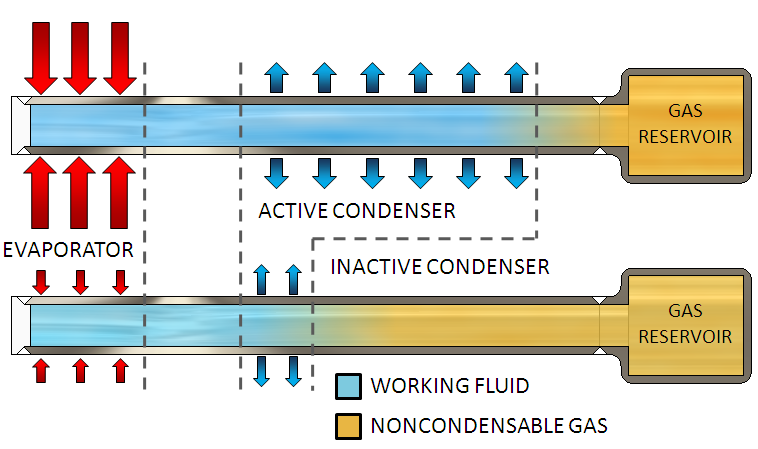 GAS
RESERVOIR
ACTIVE CONDENSER
EVAPORATOR
INACTIVE CONDENSER
GAS
RESERVOIR
WORKING FLUID
NONCONDENSABLE GAS